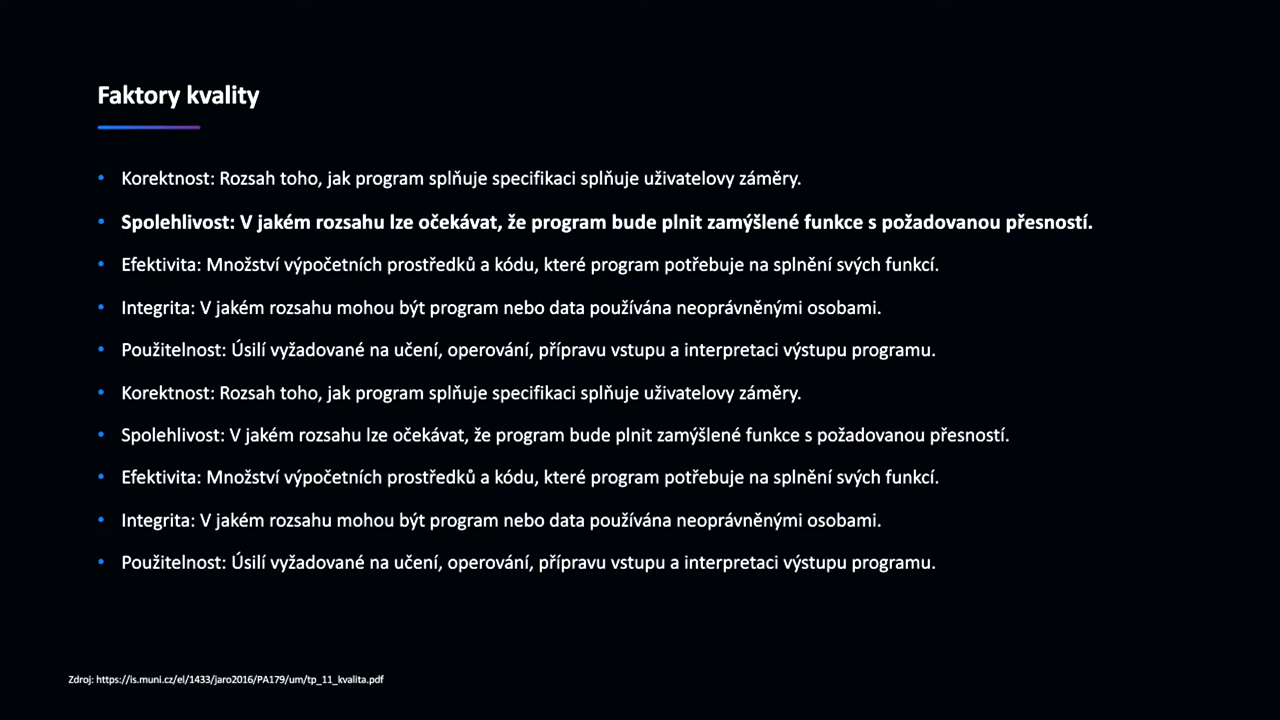 Faktory kvality
• Korektnost: Rozsah toho, jak program splňuje specifikaci splňuje uživatelovy záměry.
• Spolehlivost: V jakém rozsahu lze očekávat, že program bude plnit zamýšlené funkce s požadovanou přesností.
• Efektivita: Množství výpočetních prostředků a kódu, které program potřebuje na splnění svých funkcí.
• Integrita: V jakém rozsahu mohou být program nebo data používána neoprávněnými osobami.
• Použitelnost: Úsilí vyžadované na učení, operování, přípravu vstupu a interpretaci výstupu programu.
• Korektnost: Rozsah toho, jak program splňuje specifikaci splňuje uživatelovy záměry.
• Spolehlivost: V jakém rozsahu lze očekávat, že program bude plnit zamýšlené funkce s požadovanou přesností.
• Efektivita: Množství výpočetních prostředků a kódu, které program potřebuje na splnění svých funkcí.
• Integrita: V jakém rozsahu mohou být program nebo data používána neoprávněnými osobami.
• Použitelnost: Úsilí vyžadované na učení, operování, přípravu vstupu a interpretaci výstupu programu.
Zdroj: https://is.muni.cz/el/1433/jaro2016/PA179/um/tp_11_kvalita.pdf